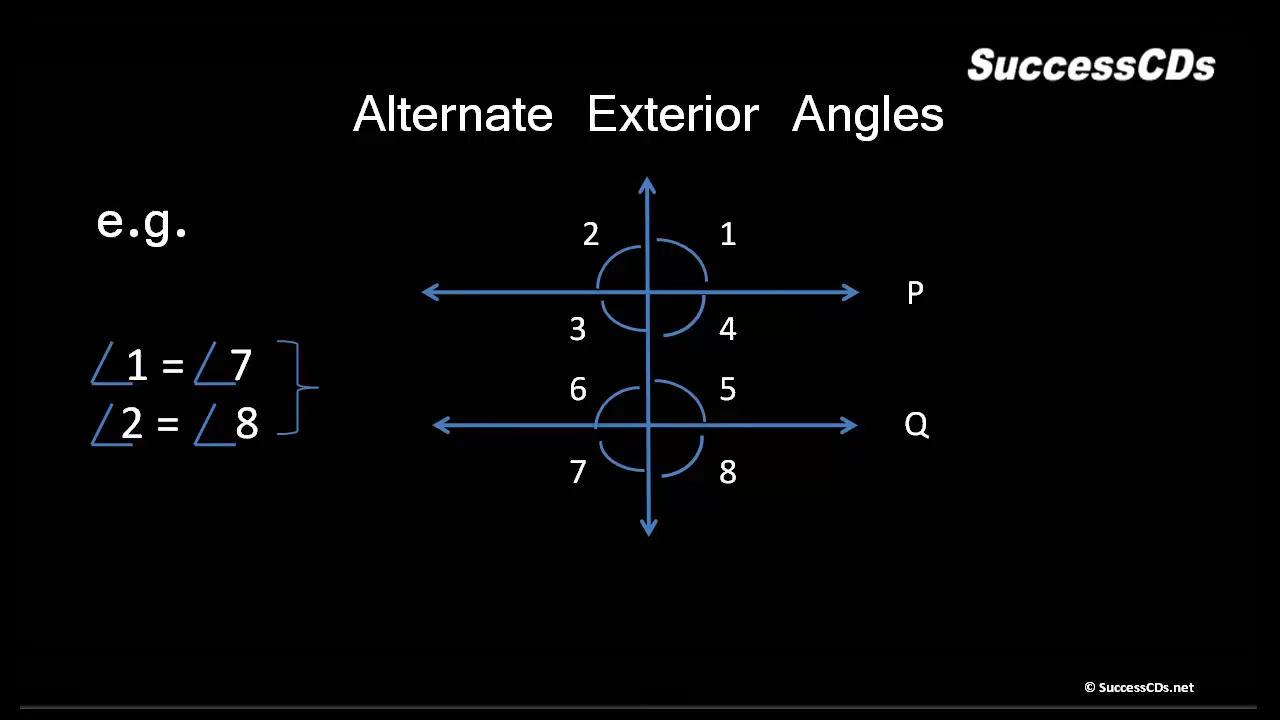 SuccessCDs
Alternate Exterior Angles
e.g.
2 1
P
3 4
∠1 = ∠7
6 5
∠2 = ∠8
Q
7 8
© SuccessCDs.net